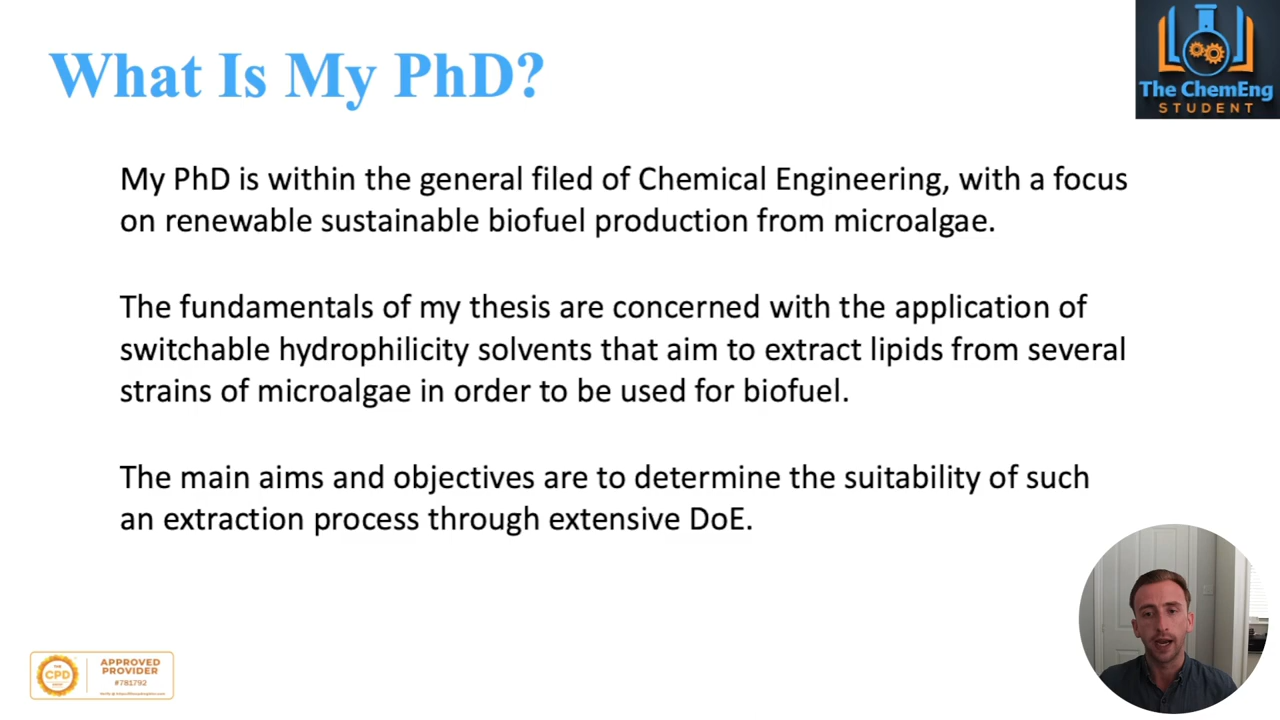 What Is My PhD?
The ChemEng
STUDENT
My PhD is within the general filed of Chemical Engineering, with a focus
on renewable sustainable biofuel production from microalgae.
The fundamentals of my thesis are concerned with the application of
switchable hydrophilicity solvents that aim to extract lipids from several
strains of microalgae in order to be used for biofuel.
The main aims and objectives are to determine the suitability of such
an extraction process through extensive DoE.
THE
CPD
APPROVED
PROVIDER
#781792